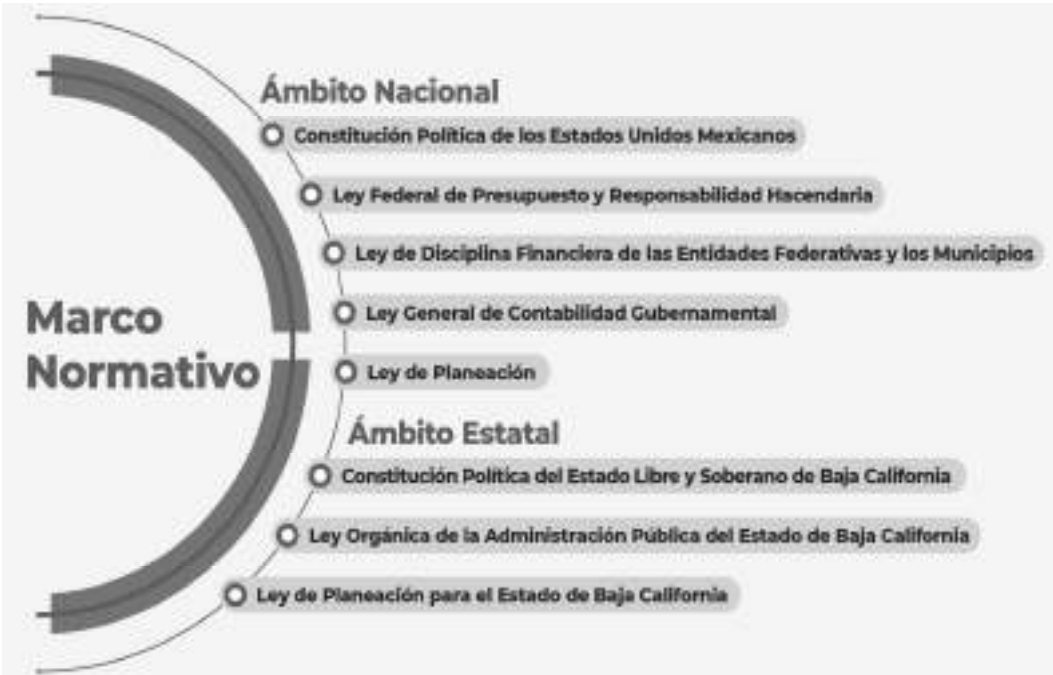 Marco
Normativo
Ámbito Nacional
Constitución Política de los Estados Unidos Mexicanos
Ley Federal de Presupuesto y Responsabilidad Hacendaria
Ley de Disciplina Financiera de las Entidades Federativas y los Municipios
Ley General de Contabilidad Gubernamental
Ley de Planeación
Ámbito Estatal
Constitución Política del Estado Libre y Soberano de Baja California
Ley Orgánica de la Administración Pública del Estado de Baja California
Ley de Planeación para el Estado de Baja California